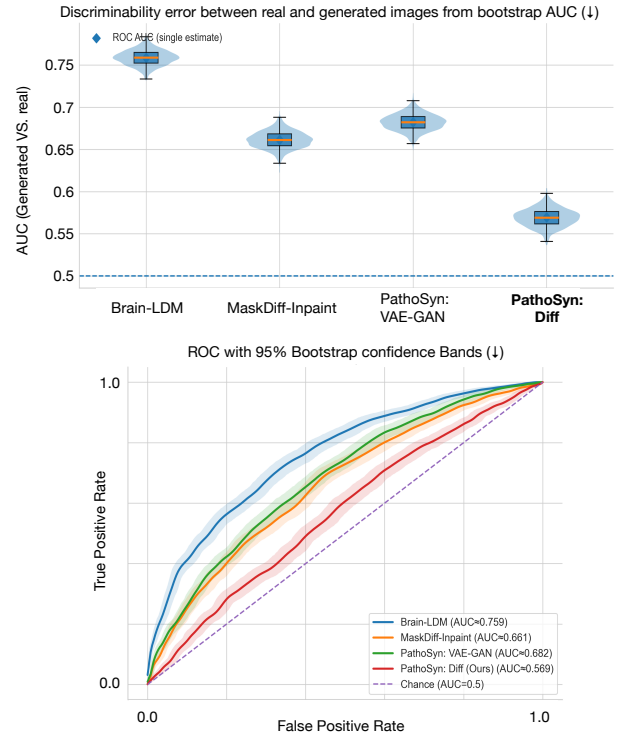 Discriminability error between real and generated images from bootstrap AUC (↓)
ROC AUC (single estimate)
AUC (Generated VS. real)
0.75
0.7
0.65
0.6
0.55
0.5
Brain-LDM
MaskDiff-Inpaint
PathoSyn:
VAE-GAN
PathoSyn:
Diff
ROC with 95% Bootstrap confidence Bands (↓)
True Positive Rate
1.0
0.0
Brain-LDM (AUC≈0.759)
MaskDiff-Inpaint (AUC≈0.661)
PathoSyn: VAE-GAN (AUC≈0.682)
PathoSyn: Diff (Ours) (AUC≈0.569)
Chance (AUC=0.5)
0.0
1.0
False Positive Rate